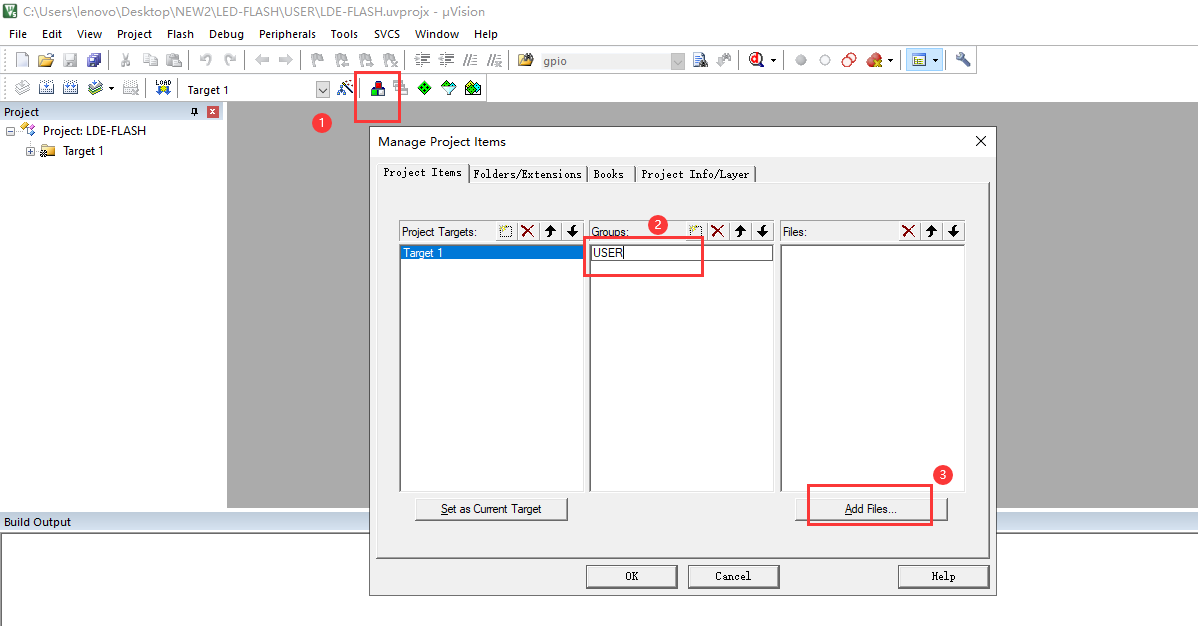 C:\Users\lenovo\Desktop\NEW2\LED-FLASH\USER\LDE-FLASH.uvprojx - µVision
File Edit View Project Flash Debug Peripherals Tools SVCS Window Help
gpio
LOAD
Target 1
1
Project
Project: LDE-FLASH
Target 1
Manage Project Items
Project Items Folders/Extensions Books Project Info/Layer
2
Project Targets: Groups: Files:
Target 1
USER
3
Set as Current Target
Add Files...
Build Output
OK Cancel Help